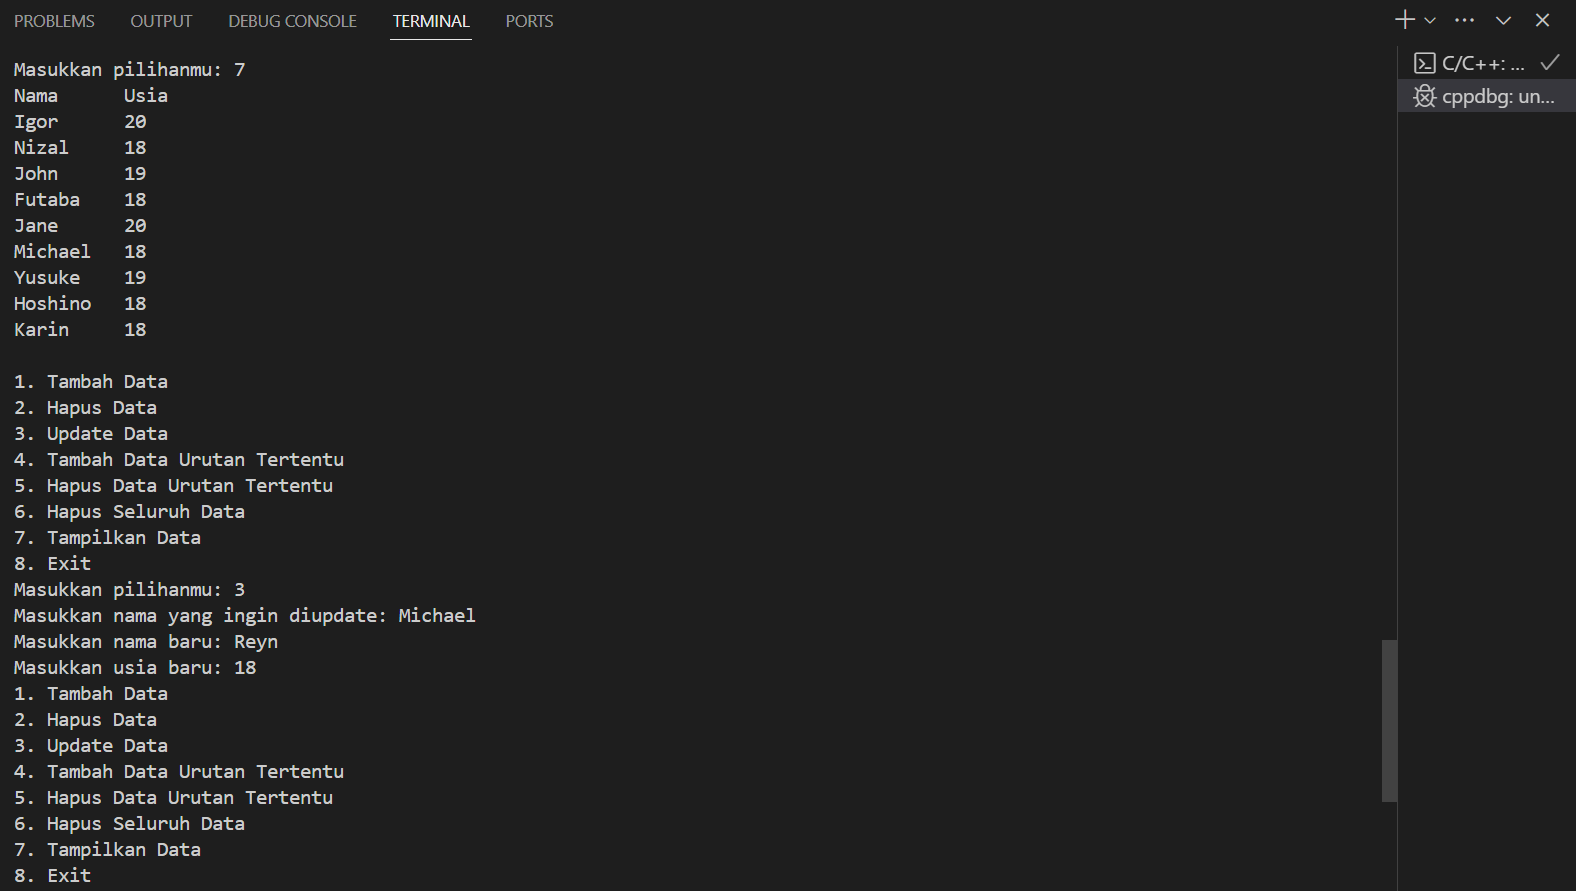 PROBLEMS OUTPUT DEBUG CONSOLE TERMINAL PORTS
Masukkan pilihanmu: 7
Nama Usia
Igor 20
Nizal 18
John 19
Futaba 18
Jane 20
Michael 18
Yusuke 19
Hoshino 18
Karin 18
1. Tambah Data
2. Hapus Data
3. Update Data
4. Tambah Data Urutan Tertentu
5. Hapus Data Urutan Tertentu
6. Hapus Seluruh Data
7. Tampilkan Data
8. Exit
Masukkan pilihanmu: 3
Masukkan nama yang ingin diupdate: Michael
Masukkan nama baru: Reyn
Masukkan usia baru: 18
1. Tambah Data
2. Hapus Data
3. Update Data
4. Tambah Data Urutan Tertentu
5. Hapus Data Urutan Tertentu
6. Hapus Seluruh Data
7. Tampilkan Data
8. Exit
C/C++: ...
cppdbg: un...